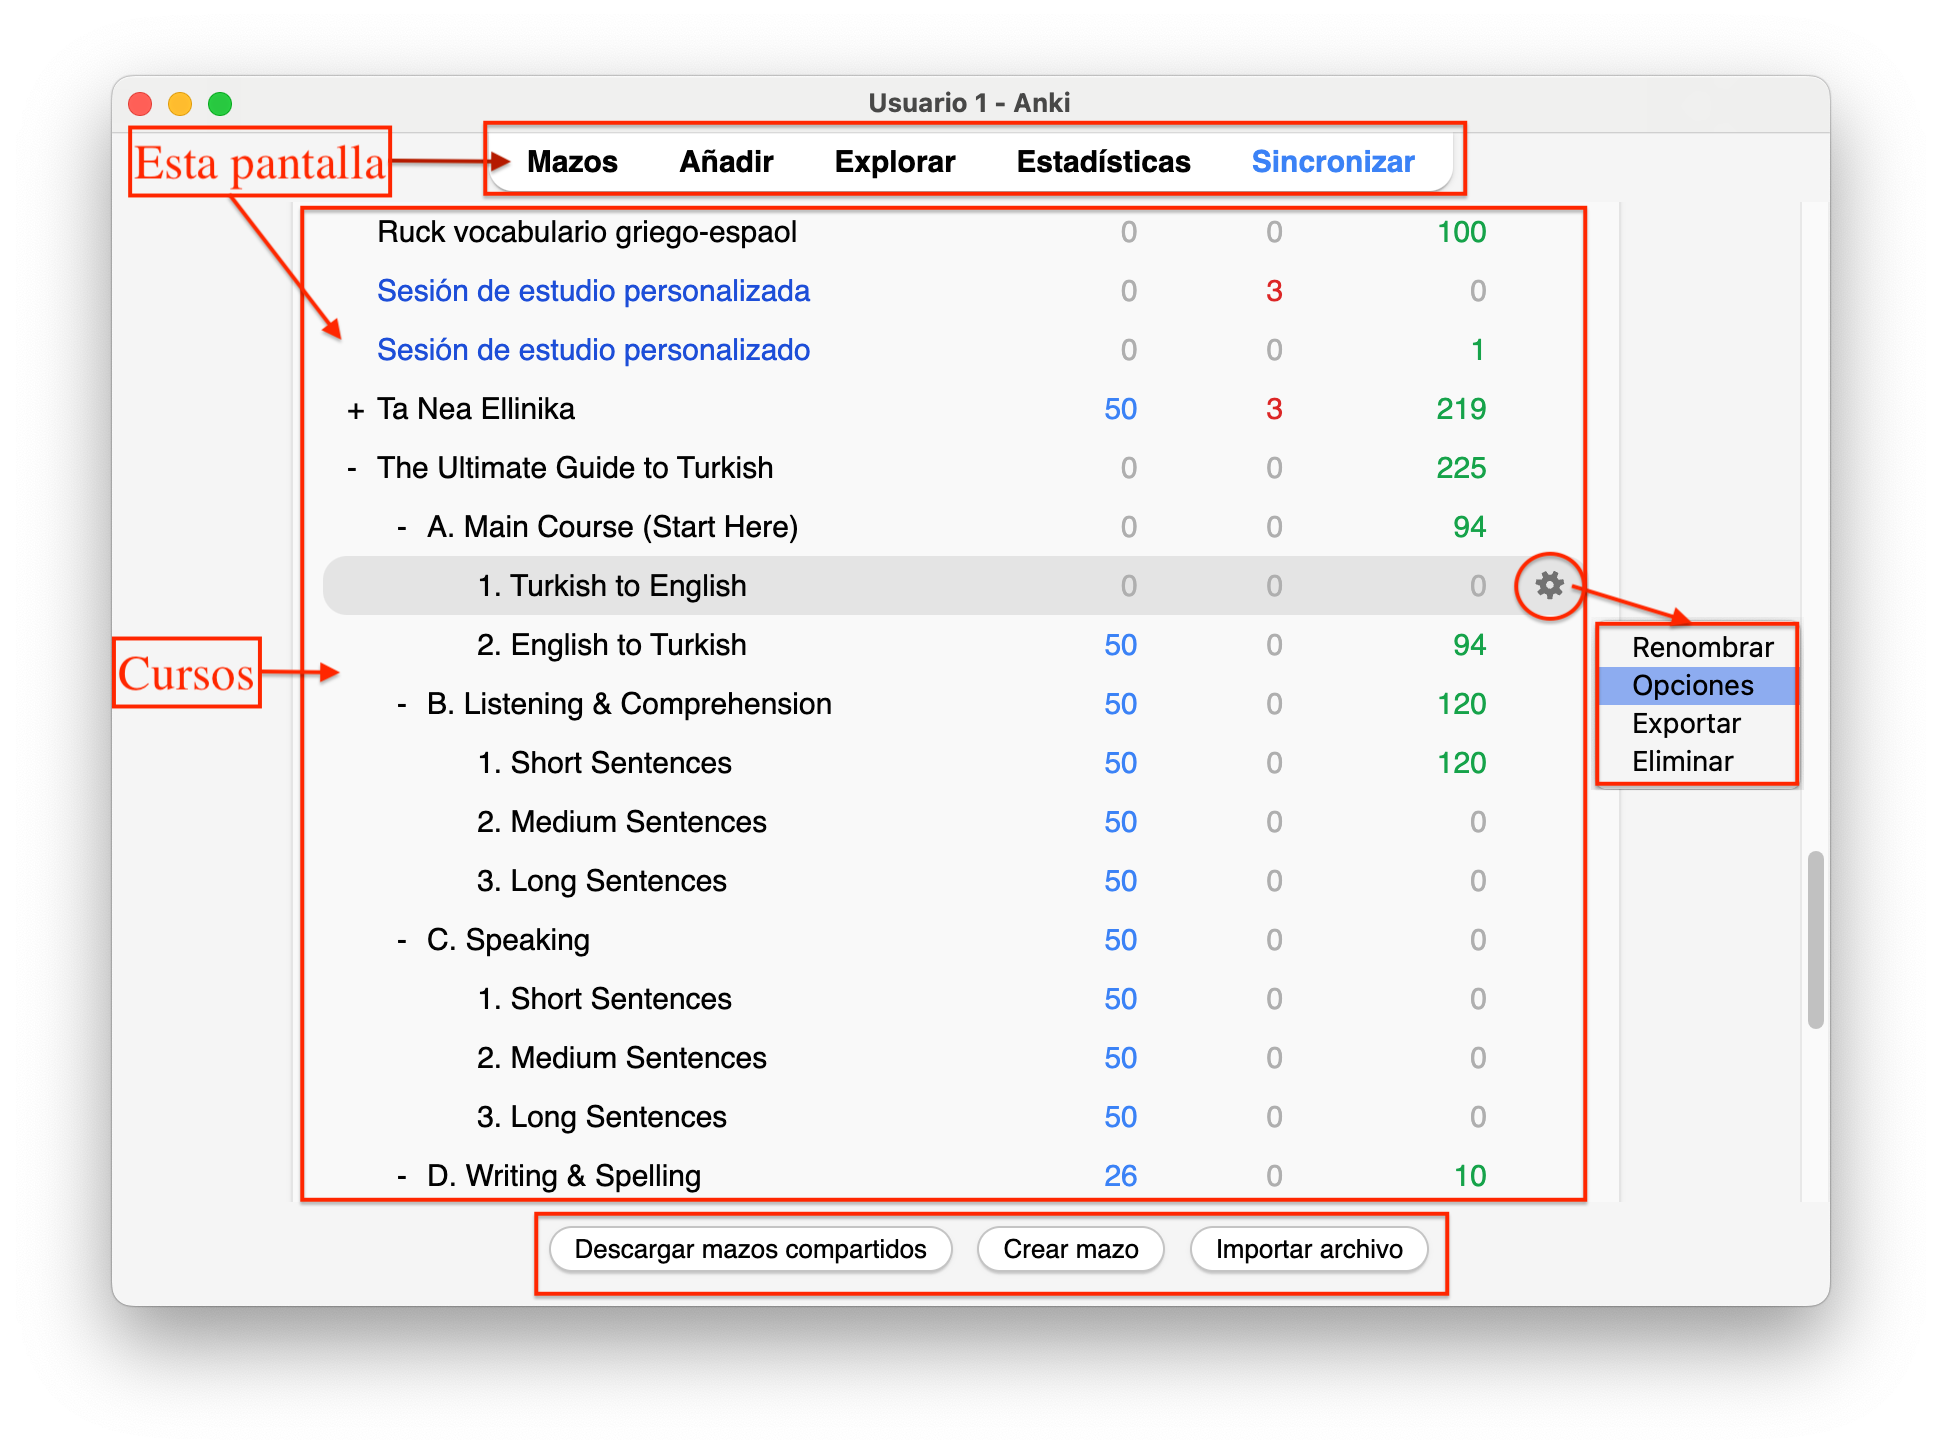 Usuario 1 - Anki
Esta pantalla
Mazos Añadir Explorar Estadísticas Sincronizar
Ruck vocabulario griego-espaol 0 0 100
Sesión de estudio personalizada 0 3 0
Sesión de estudio personalizado 0 0 1
+ Ta Nea Ellinika 50 3 219
- The Ultimate Guide to Turkish 0 0 225
- A. Main Course (Start Here) 0 0 94
1. Turkish to English 0 0 0
2. English to Turkish 50 0 94
- B. Listening & Comprehension 50 0 120
1. Short Sentences 50 0 120
2. Medium Sentences 50 0 0
3. Long Sentences 50 0 0
- C. Speaking 50 0 0
1. Short Sentences 50 0 0
2. Medium Sentences 50 0 0
3. Long Sentences 50 0 0
- D. Writing & Spelling 26 0 10
Cursos
Renombrar
Opciones
Exportar
Eliminar
Descargar mazos compartidos Crear mazo Importar archivo